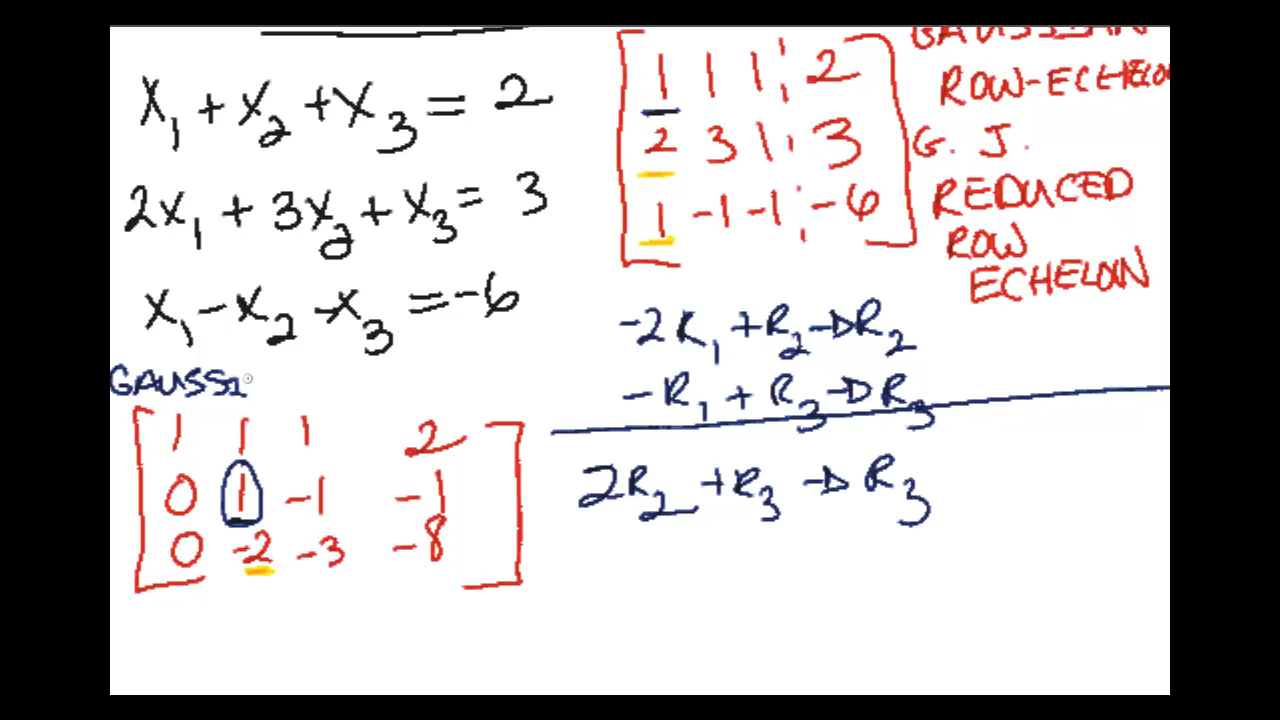 x₁ + x₂ + x₃ = 2
2x₁ + 3x₂ + x₃ = 3
x₁ - x₂ - x₃ = -6
1 1 1 2
2 3 1 3
1 -1 -1 -6
ROW-ECHELO
G. J.
REDUCED
ROW
ECHELON
-2R₁ + R₂ → R₂
-R₁ + R₃ → R₃
GAUSSI
1 1 1 2
0 1 -1 -1
0 -2 -3 -8
2R₂ + R₃ → R₃